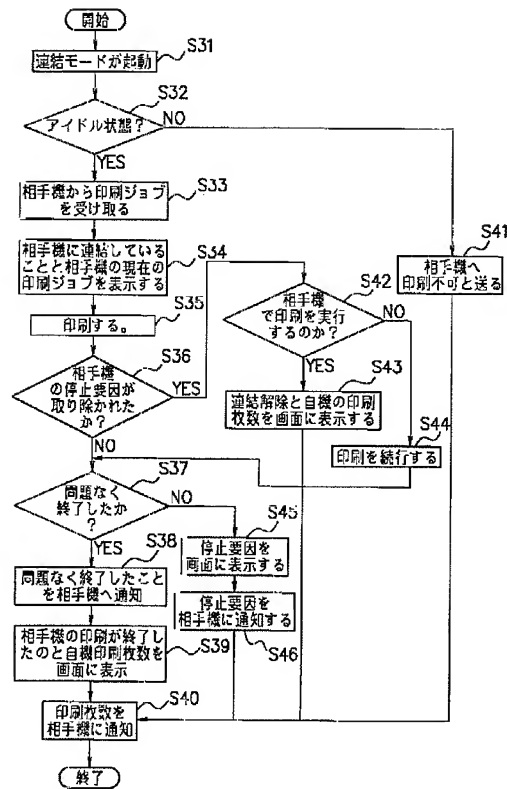 開始
S31
連結モードが起動
S32
アイドル状態？
NO
YES
S33
相手機から印刷ジョブ
を受け取る
S34
相手機に連結している
ことと相手機の現在の
印刷ジョブを表示する
S35
印刷する。
S36
相手機
の停止要因が
取り除かれた
か？
YES
NO
S37
問題なく
終了したか
？
NO
YES
S38
問題なく終了したこと
を相手機へ通知
S39
相手機の印刷が終了し
たのと自機印刷枚数を
画面に表示
S40
印刷枚数を
相手機に通知
終了
S41
相手機へ
印刷不可と送る
S42
相手機
で印刷を実行
するのか？
NO
YES
S43
連結解除と自機の印刷
枚数を画面に表示する
S44
印刷を続行する
S45
停止要因を
画面に表示する
停止要因を
相手機に通知する
S46